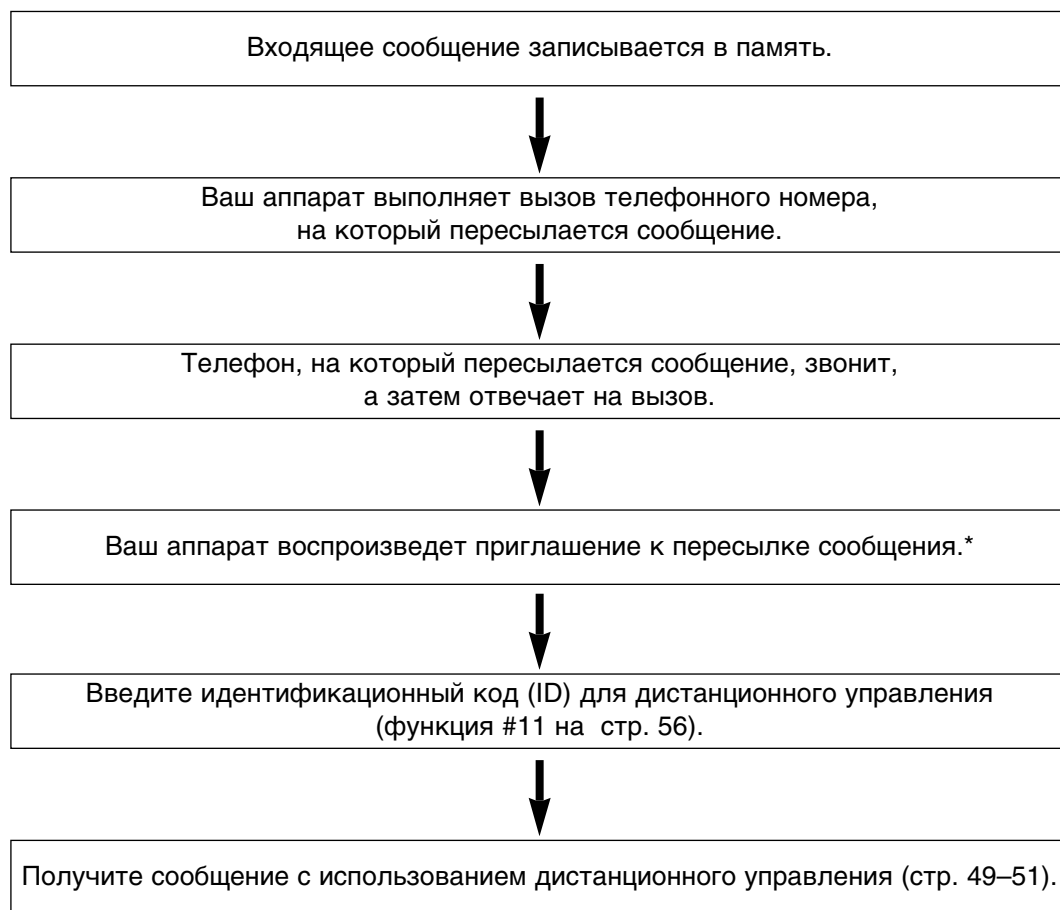 Входящее сообщение записывается в память.
Ваш аппарат выполняет вызов телефонного номера,
на который пересылается сообщение.
Телефон, на который пересылается сообщение, звонит,
а затем отвечает на вызов.
Ваш аппарат воспроизведет приглашение к пересылке сообщения.*
Введите идентификационный код (ID) для дистанционного управления
(функция #11 на стр. 56).
Получите сообщение с использованием дистанционного управления (стр. 49–51).